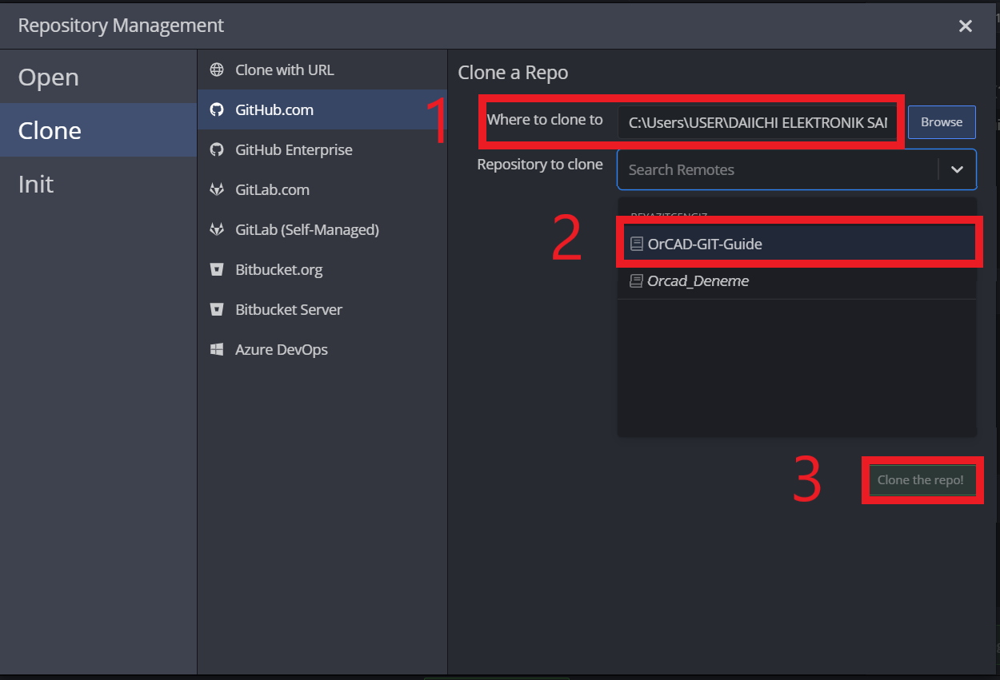 Repository Management
Open
Clone
Init
Clone with URL
GitHub.com
GitHub Enterprise
GitLab.com
GitLab (Self-Managed)
Bitbucket.org
Bitbucket Server
Azure DevOps
Clone a Repo
1
Where to clone to
C:\Users\USER\DAIICHI ELEKTRONIK SAN
Browse
Repository to clone
Search Remotes
2
BEYAZITCENGIZ
OrCAD-GIT-Guide
Orcad_Deneme
3
Clone the repo!